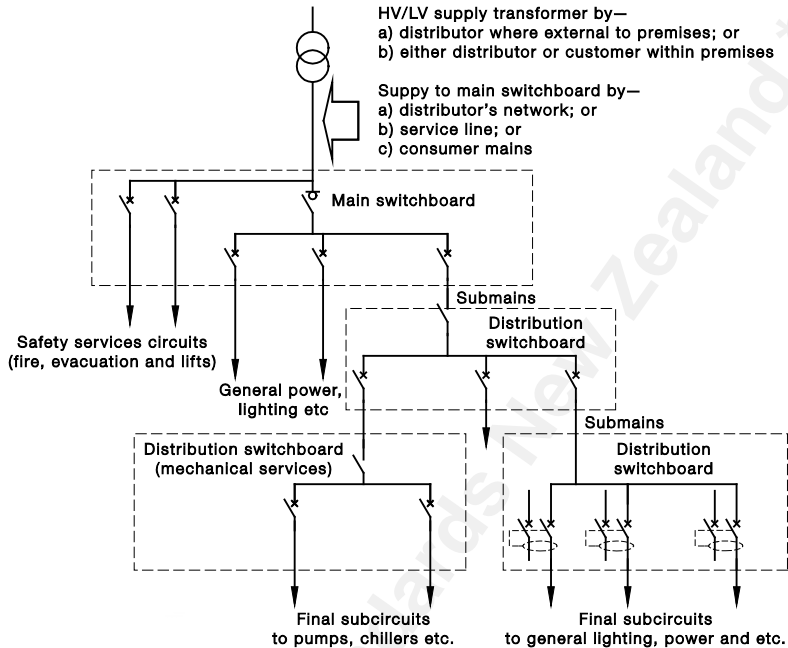 HV/LV supply transformer by—
a) distributor where external to premises; or
b) either distributor or customer within premises
Suppy to main switchboard by—
a) distributor's network; or
b) service line; or
c) consumer mains
Main switchboard
Submains
Distribution
switchboard
Safety services circuits
(fire, evacuation and lifts)
General power,
lighting etc
Submains
Distribution switchboard
(mechanical services)
Distribution
switchboard
Final subcircuits
to pumps, chillers etc.
Final subcircuits
to general lighting, power and etc.
New Zealand